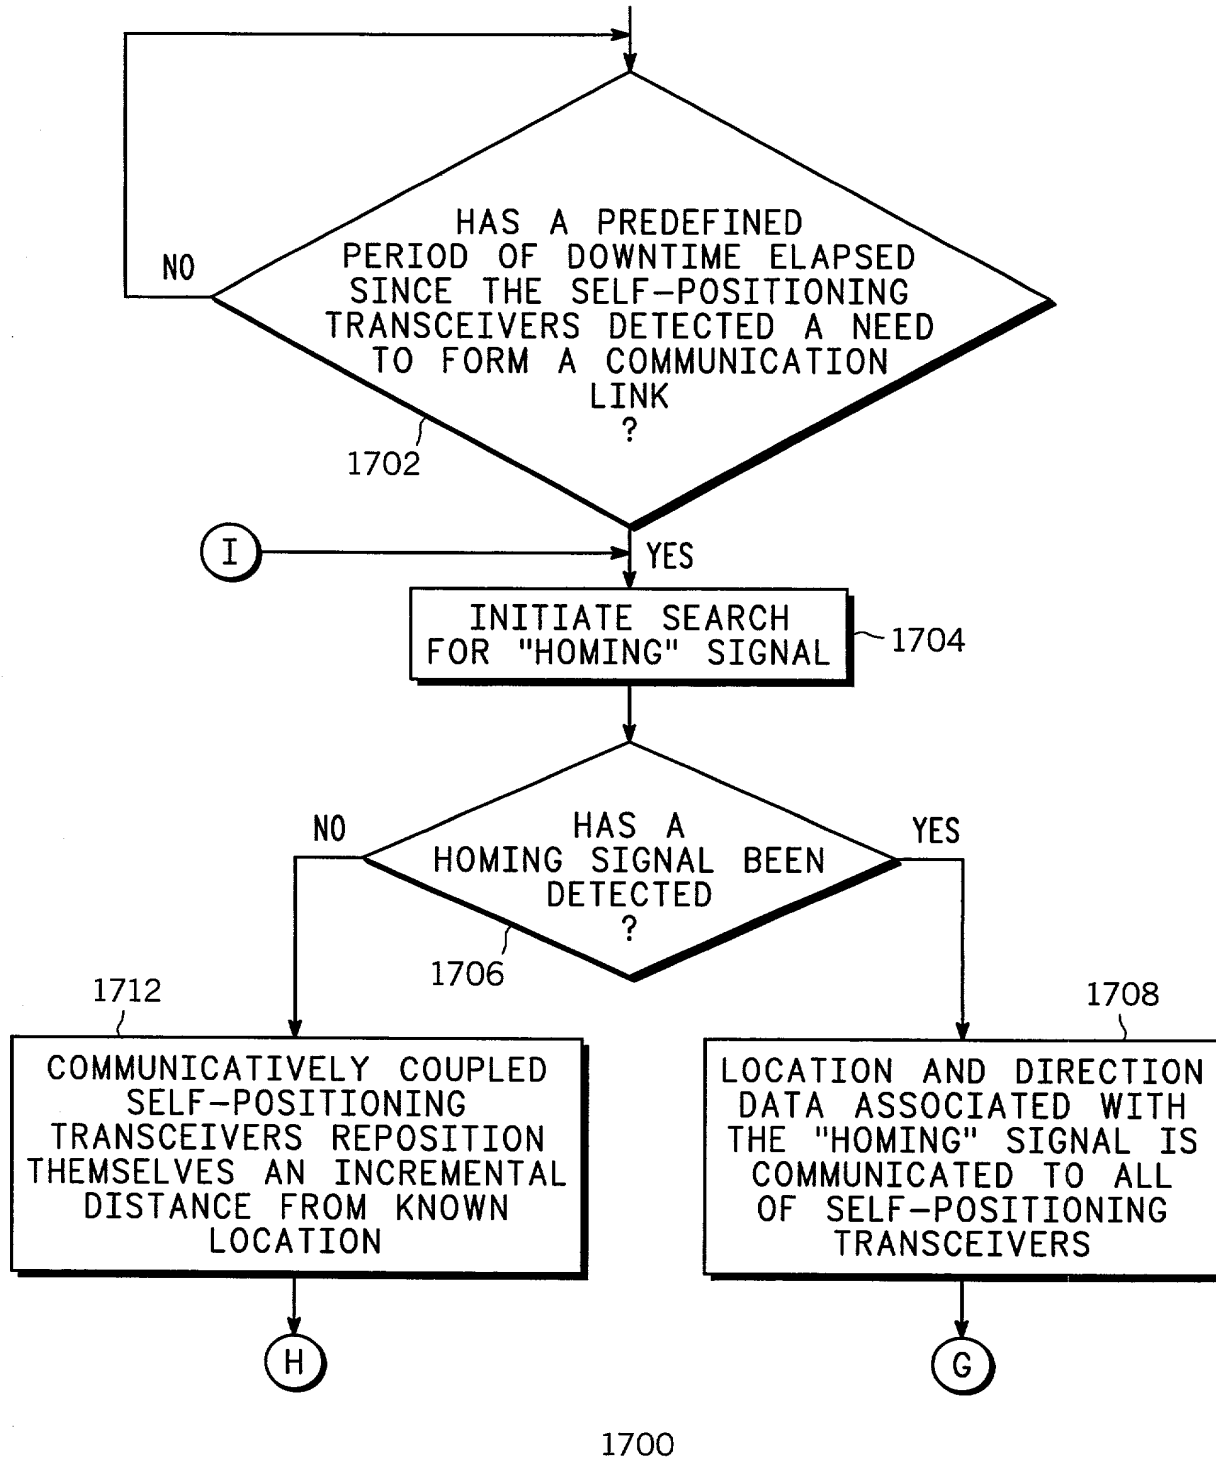 HAS A PREDEFINED
PERIOD OF DOWNTIME ELAPSED
SINCE THE SELF-POSITIONING
TRANSCEIVERS DETECTED A NEED
TO FORM A COMMUNICATION
LINK
?
NO
1702
I
YES
INITIATE SEARCH
FOR "HOMING" SIGNAL
1704
HAS A
HOMING SIGNAL BEEN
DETECTED
?
NO
YES
1706
1712
COMMUNICATIVELY COUPLED
SELF-POSITIONING
TRANSCEIVERS REPOSITION
THEMSELVES AN INCREMENTAL
DISTANCE FROM KNOWN
LOCATION
H
1708
LOCATION AND DIRECTION
DATA ASSOCIATED WITH
THE "HOMING" SIGNAL IS
COMMUNICATED TO ALL
OF SELF-POSITIONING
TRANSCEIVERS
G
1700